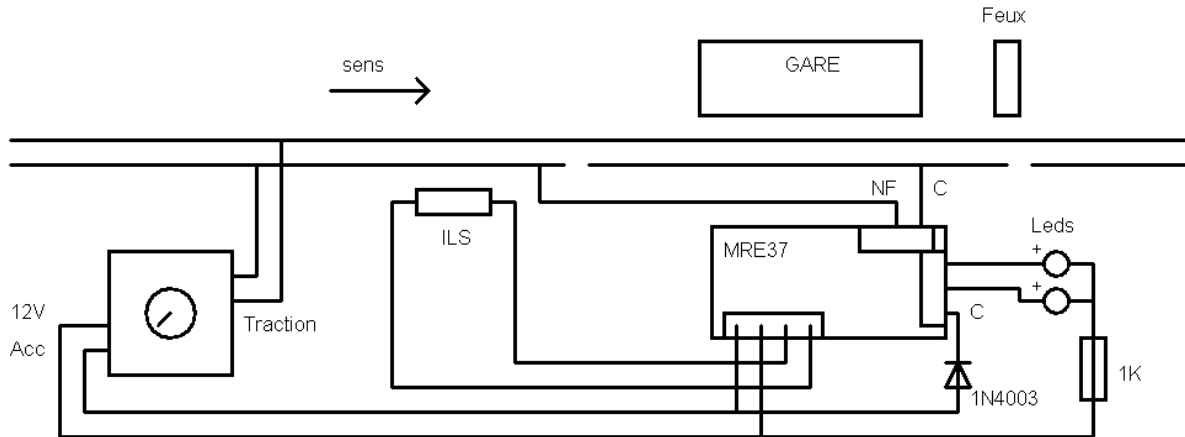 Feux
sens
GARE
NF
C
ILS
MRE37
Leds
+
+
12V
Traction
C
Acc
1N4003
1K